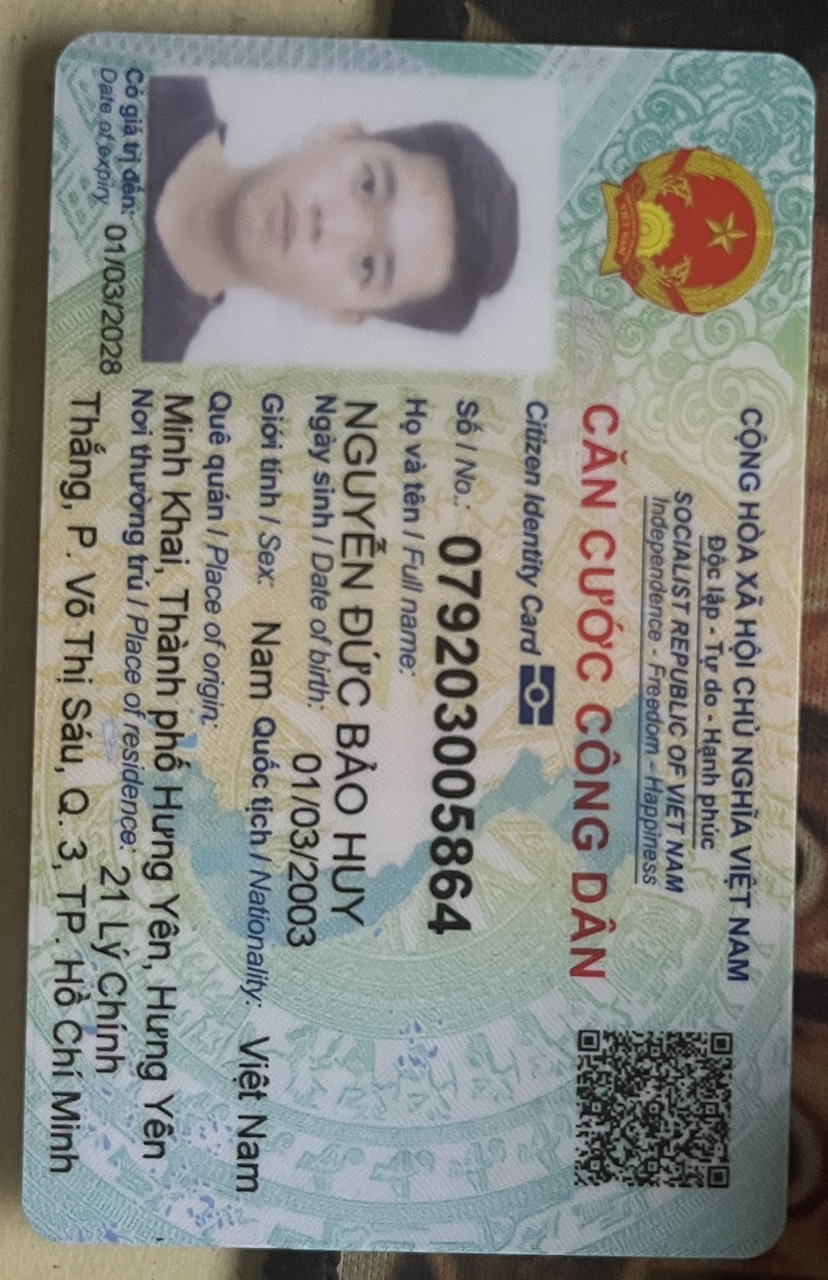 CỘNG HÒA XÃ HỘI CHỦ NGHĨA VIỆT NAM
Độc lập - Tự do - Hạnh phúc
SOCIALIST REPUBLIC OF VIET NAM
Independence - Freedom - Happiness
CĂN CƯỚC CÔNG DÂN
Citizen Identity Card
Số / No.: 079203005864
Họ và tên / Full name:
NGUYỄN ĐỨC BẢO HUY
Ngày sinh / Date of birth: 01/03/2003
Giới tính / Sex: Nam Quốc tịch / Nationality: Việt Nam
Quê quán / Place of origin:
Minh Khai, Thành phố Hưng Yên, Hưng Yên
Nơi thường trú / Place of residence: 21 Lý Chính
Thắng, P. Võ Thị Sáu, Q. 3, TP. Hồ Chí Minh
Có giá trị đến: 01/03/2028
Date of expiry
VIỆT NAM